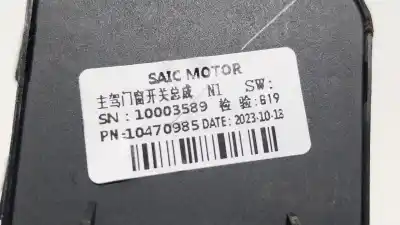 SAIC MOTOR
主驾门窗开关总成 N1 SW:
SN : 10003589 检 验:G19
PN:10470985 DATE: 2023-10-13